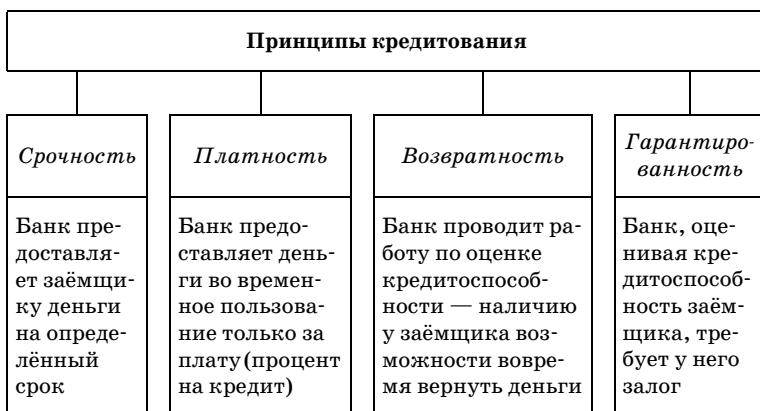 Принципы кредитования
Срочность
Банк пре-
доставля-
ет заёмщи-
ку деньги
на опреде-
лённый
срок
Платность
Банк предо-
ставляет день-
ги во времен-
ное пользова-
ние только за
плату (процент
на кредит)
Возвратность
Банк проводит ра-
боту по оценке
кредитоспособ-
ности — наличию
у заёмщика воз-
можности вовре-
мя вернуть деньги
Гарантиро-
ванность
Банк, оце-
нивая кре-
дитоспособ-
ность заём-
щика, тре-
бует у него
залог